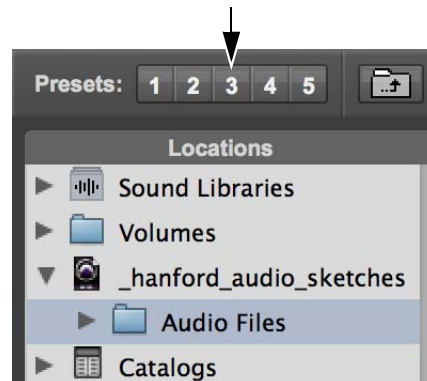 Presets: 1 2 3 4 5
Locations
Sound Libraries
Volumes
_hanford_audio_sketches
Audio Files
Catalogs